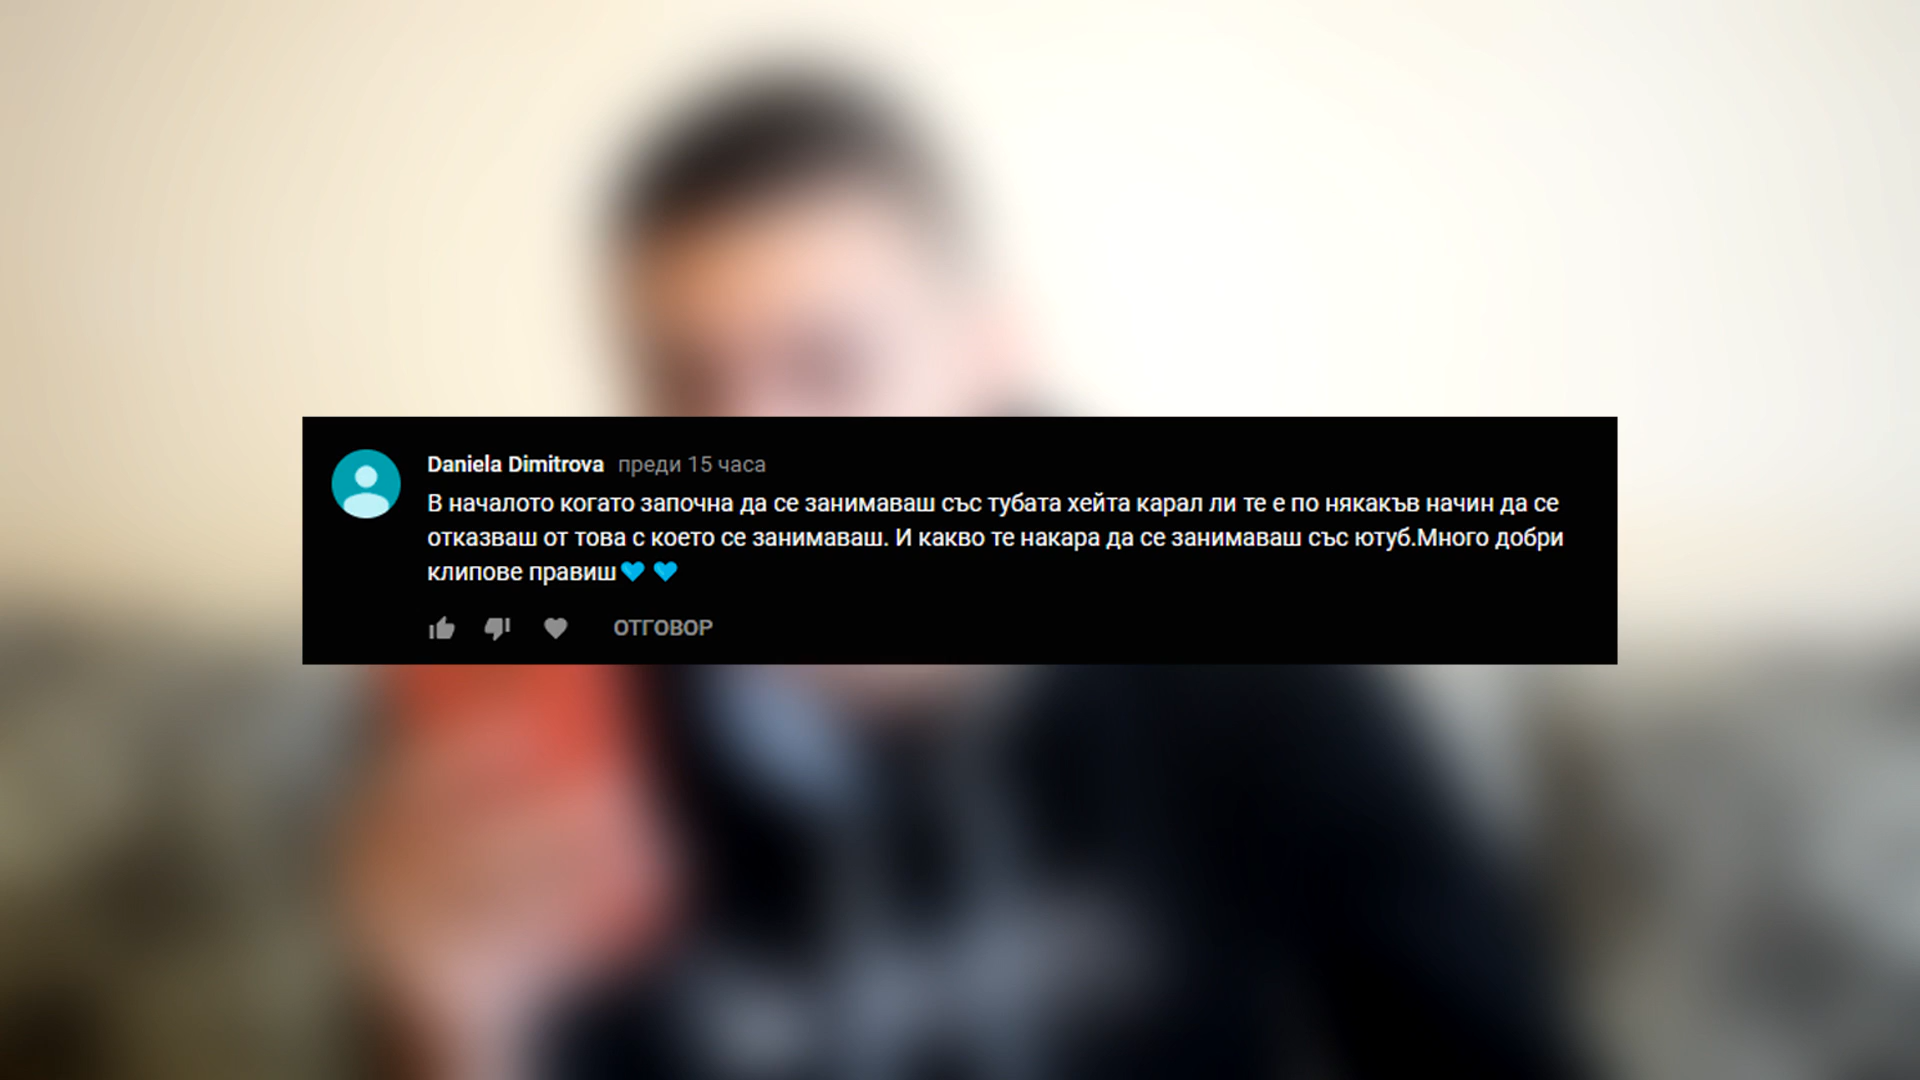 Daniela Dimitrova преди 15 часа
В началото когато започна да се занимаваш със тубата хейта карал ли те е по някакъв начин да се
отказваш от това с което се занимаваш. И какво те накара да се занимаваш със ютуб.Много добри
клипове правиш💙 💙
ОТГОВОР